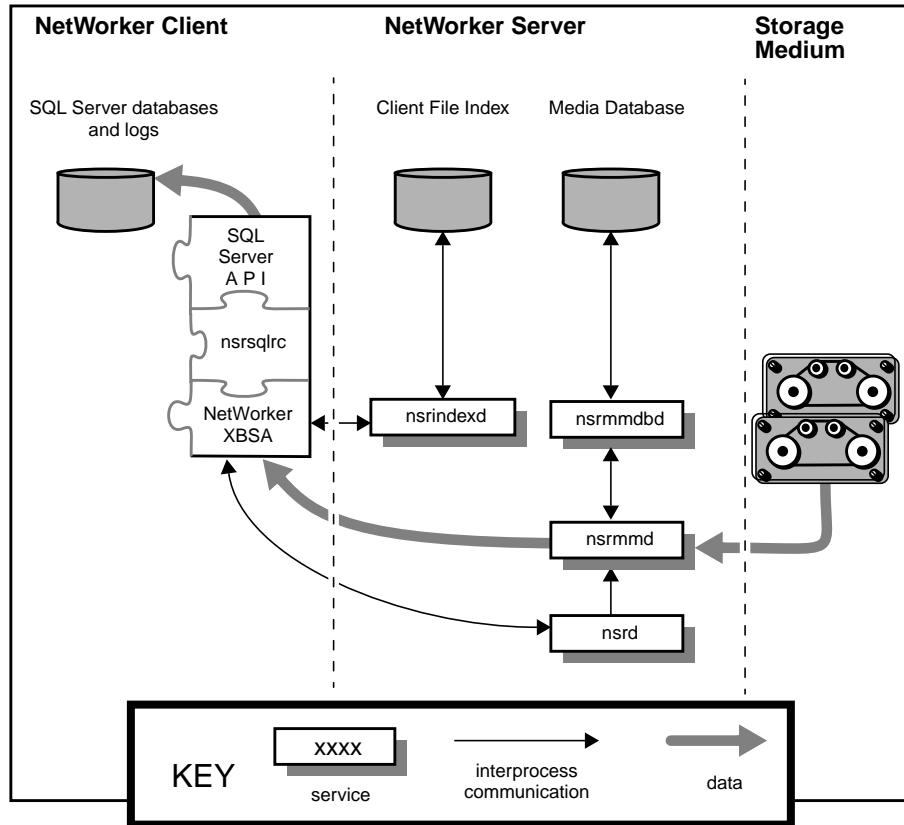 NetWorker Client
NetWorker Server
Storage
Medium
SQL Server databases
and logs
Client File Index
Media Database
SQL
Server
A P I
nsrsqlrc
NetWorker
XBSA
nsrindexd
nsrmmdbd
nsrmmd
nsrd
KEY
xxxx
service
interprocess
communication
data